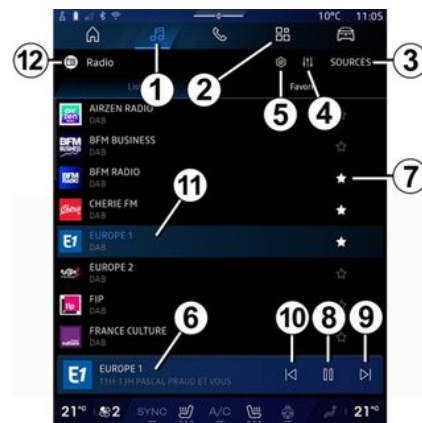 10°C 11:05
12 Radio SOURCES 3
1 2 5 4
List Favori
AIRZEN RADIO
DAB
BFM BUSINESS
DAB
BFM RADIO
DAB
7
CHERIE FM
DAB
11
EUROPE 1
DAB
EUROPE 2
DAB
FIP
DAB
FRANCE CULTURE
DAB
6 10 8 9
E1 EUROPE 1
11H-13H PASCAL PRAUD ET VOUS
21°C 2 SYNC A/C 21°C